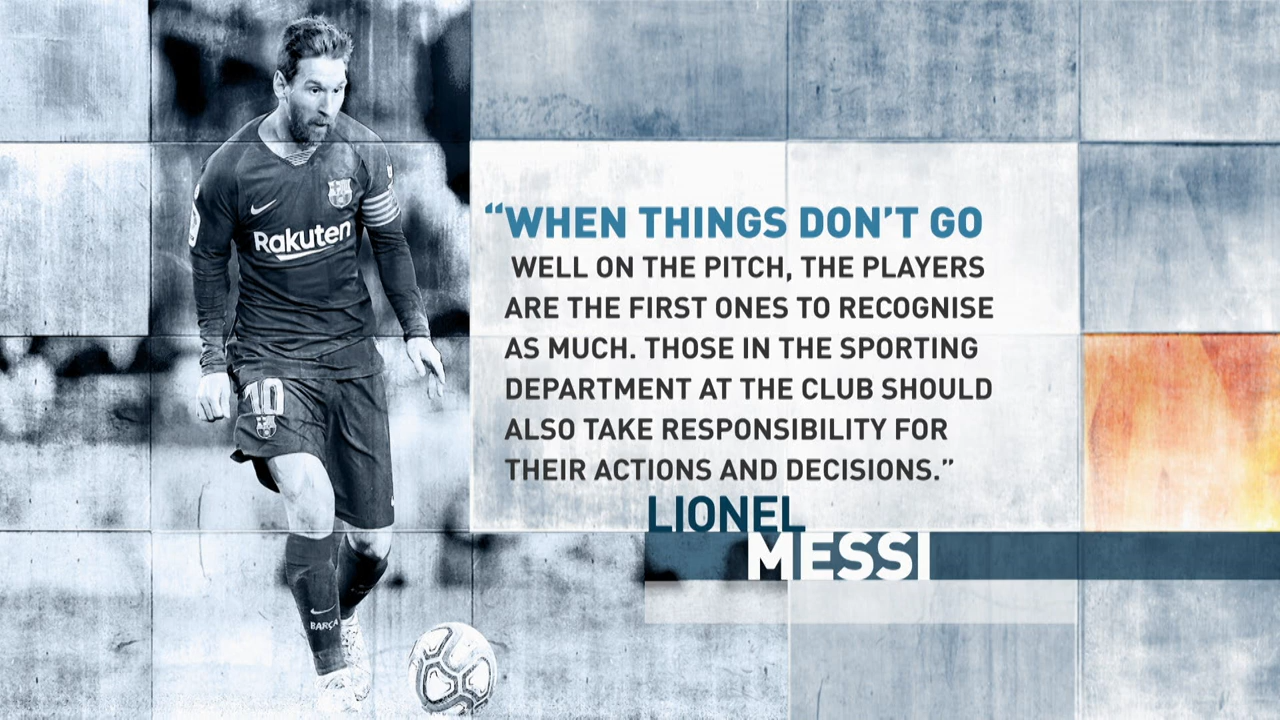 Rakuten
10
BARÇA
“WHEN THINGS DON’T GO
WELL ON THE PITCH, THE PLAYERS
ARE THE FIRST ONES TO RECOGNISE
AS MUCH. THOSE IN THE SPORTING
DEPARTMENT AT THE CLUB SHOULD
ALSO TAKE RESPONSIBILITY FOR
THEIR ACTIONS AND DECISIONS.”
LIONEL
MESSI